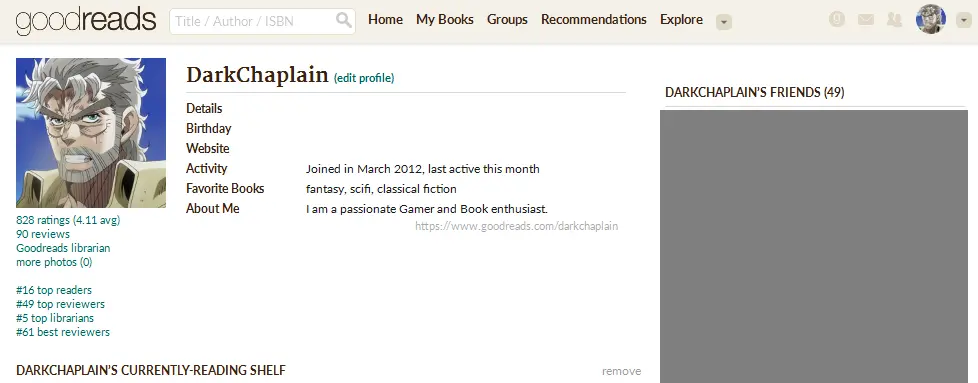 goodreads
Title / Author / ISBN
Home My Books Groups Recommendations Explore
DarkChaplain (edit profile)
Details
Birthday
Website
Activity Joined in March 2012, last active this month
Favorite Books fantasy, scifi, classical fiction
About Me I am a passionate Gamer and Book enthusiast.
https://www.goodreads.com/darkchaplain
828 ratings (4.11 avg)
90 reviews
Goodreads librarian
more photos (0)
#16 top readers
#49 top reviewers
#5 top librarians
#61 best reviewers
DARKCHAPLAIN'S CURRENTLY-READING SHELF remove
DARKCHAPLAIN'S FRIENDS (49)